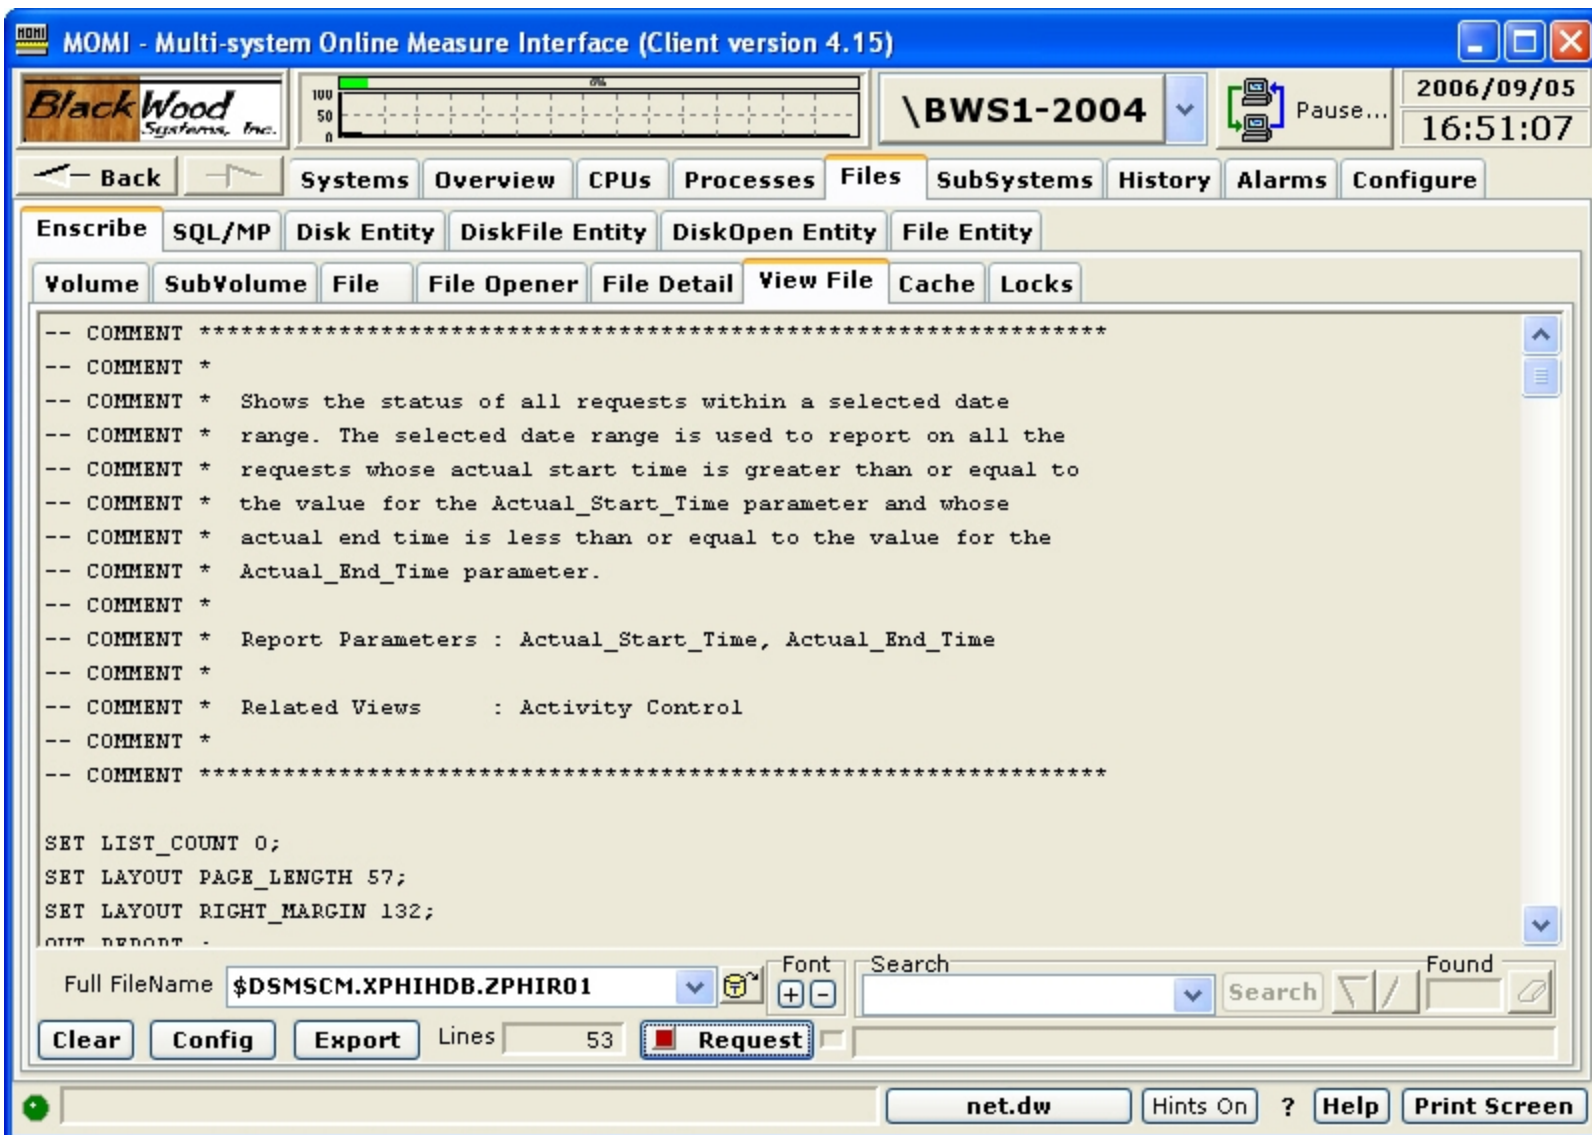 MOMI
MOMI - Multi-system Online Measure Interface (Client version 4.15)
BlackWood
Systems, Inc.
0%
100
50
0
\BWS1-2004
Pause...
2006/09/05
16:51:07
Back
Systems Overview CPUs Processes Files SubSystems History Alarms Configure
Enscribe SQL/MP Disk Entity DiskFile Entity DiskOpen Entity File Entity
Volume SubVolume File File Opener File Detail View File Cache Locks
-- COMMENT *****************************************************************
-- COMMENT *
-- COMMENT *  Shows the status of all requests within a selected date
-- COMMENT *  range. The selected date range is used to report on all the
-- COMMENT *  requests whose actual start time is greater than or equal to
-- COMMENT *  the value for the Actual_Start_Time parameter and whose
-- COMMENT *  actual end time is less than or equal to the value for the
-- COMMENT *  Actual_End_Time parameter.
-- COMMENT *
-- COMMENT *  Report Parameters : Actual_Start_Time, Actual_End_Time
-- COMMENT *
-- COMMENT *  Related Views     : Activity Control
-- COMMENT *
-- COMMENT *****************************************************************
SET LIST_COUNT 0;
SET LAYOUT PAGE_LENGTH 57;
SET LAYOUT RIGHT_MARGIN 132;
OUT_REPORT ;
Full FileName $DSMSCM.XPHIHDB.ZPHIR01
Font
+ -
Search
Search
Found
Clear Config Export Lines 53 Request
net.dw Hints On ? Help Print Screen